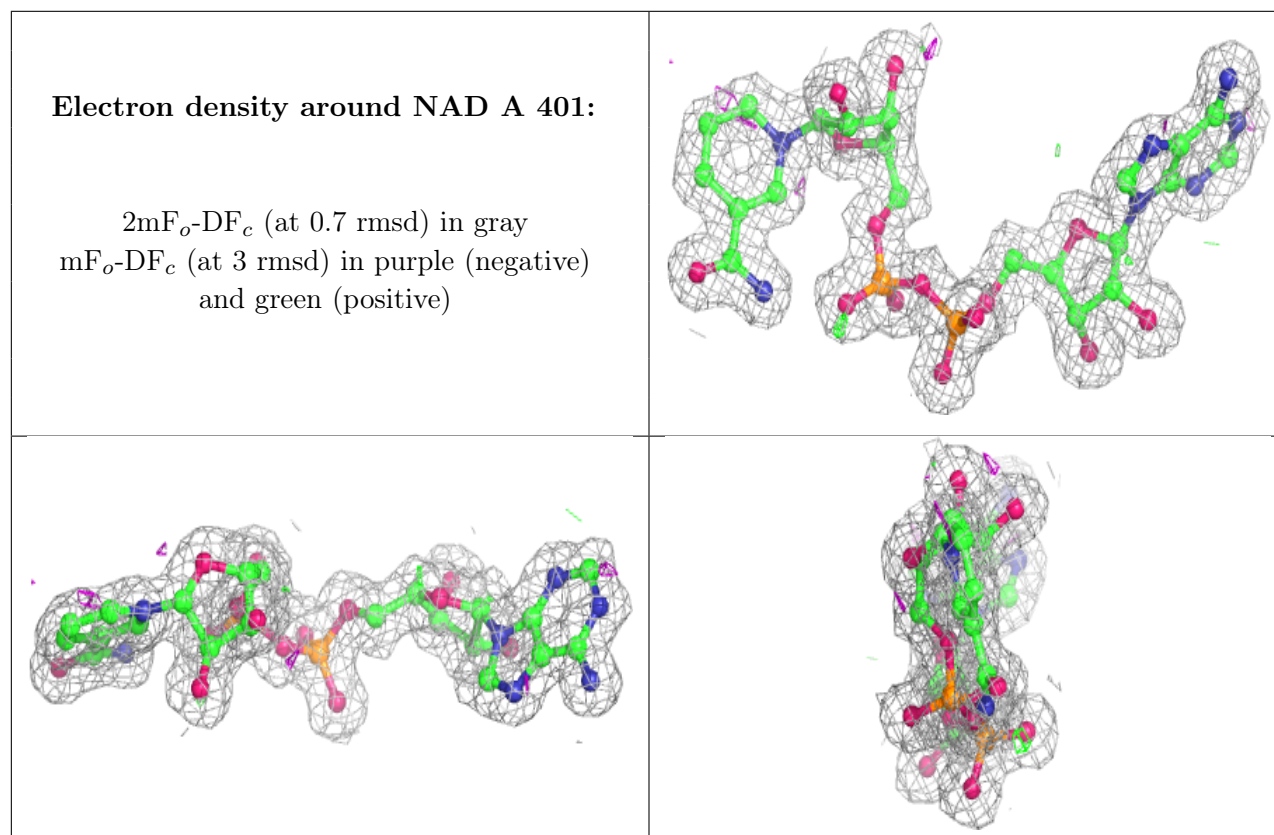 Electron density around NAD A 401:
2mFo-DFc (at 0.7 rmsd) in gray
mFo-DFc (at 3 rmsd) in purple (negative)
and green (positive)